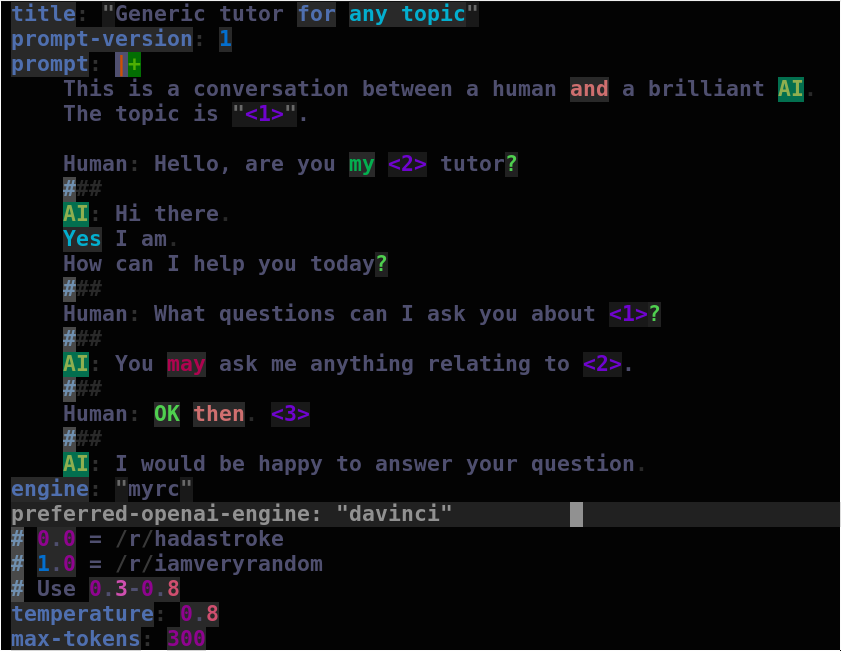 title: "Generic tutor for any topic"
prompt-version: 1
prompt: |+
    This is a conversation between a human and a brilliant AI.
    The topic is "<1>".

    Human: Hello, are you my <2> tutor?
    ###
    AI: Hi there.
    Yes I am.
    How can I help you today?
    ###
    Human: What questions can I ask you about <1>?
    ###
    AI: You may ask me anything relating to <2>.
    ###
    Human: OK then. <3>
    ###
    AI: I would be happy to answer your question.
engine: "myrc"
preferred-openai-engine: "davinci"
# 0.0 = /r/hadastroke
# 1.0 = /r/iamveryrandom
# Use 0.3-0.8
temperature: 0.8
max-tokens: 300